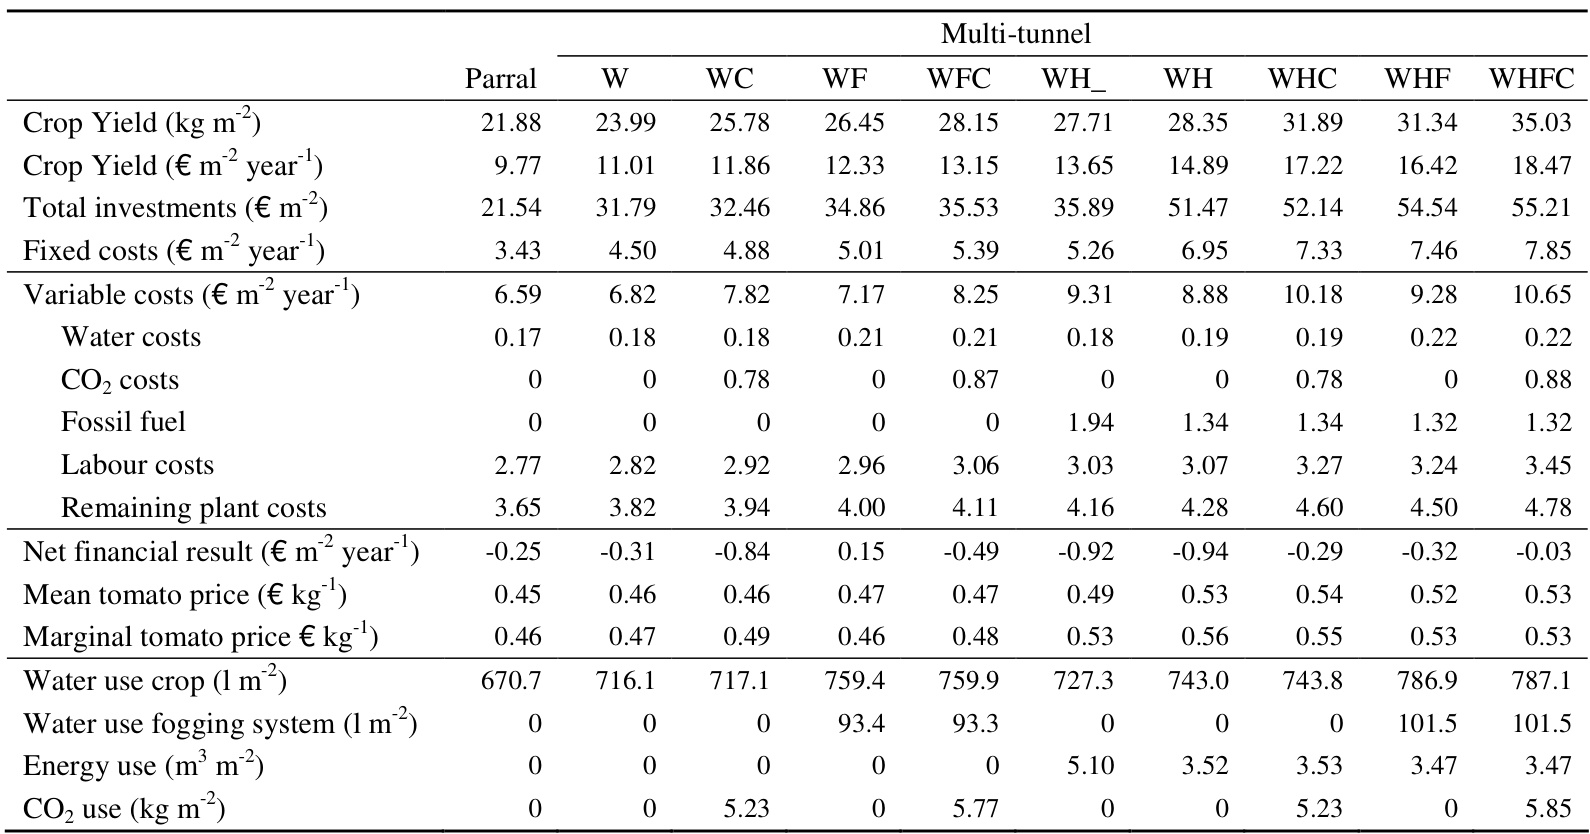 Multi-tunnel
Parral W WC WF WFC WH_ WH WHC WHF WHFC
Crop Yield (kg m-2) 21.88 23.99 25.78 26.45 28.15 27.71 28.35 31.89 31.34 35.03
Crop Yield (€ m-2 year-1) 9.77 11.01 11.86 12.33 13.15 13.65 14.89 17.22 16.42 18.47
Total investments (€ m-2) 21.54 31.79 32.46 34.86 35.53 35.89 51.47 52.14 54.54 55.21
Fixed costs (€ m-2 year-1) 3.43 4.50 4.88 5.01 5.39 5.26 6.95 7.33 7.46 7.85
Variable costs (€ m-2 year-1) 6.59 6.82 7.82 7.17 8.25 9.31 8.88 10.18 9.28 10.65
Water costs 0.17 0.18 0.18 0.21 0.21 0.18 0.19 0.19 0.22 0.22
CO2 costs 0 0 0.78 0 0.87 0 0 0.78 0 0.88
Fossil fuel 0 0 0 0 0 1.94 1.34 1.34 1.32 1.32
Labour costs 2.77 2.82 2.92 2.96 3.06 3.03 3.07 3.27 3.24 3.45
Remaining plant costs 3.65 3.82 3.94 4.00 4.11 4.16 4.28 4.60 4.50 4.78
Net financial result (€ m-2 year-1) -0.25 -0.31 -0.84 0.15 -0.49 -0.92 -0.94 -0.29 -0.32 -0.03
Mean tomato price (€ kg-1) 0.45 0.46 0.46 0.47 0.47 0.49 0.53 0.54 0.52 0.53
Marginal tomato price € kg-1) 0.46 0.47 0.49 0.46 0.48 0.53 0.56 0.55 0.53 0.53
Water use crop (l m-2) 670.7 716.1 717.1 759.4 759.9 727.3 743.0 743.8 786.9 787.1
Water use fogging system (l m-2) 0 0 0 93.4 93.3 0 0 0 101.5 101.5
Energy use (m3 m-2) 0 0 0 0 0 5.10 3.52 3.53 3.47 3.47
CO2 use (kg m-2) 0 0 5.23 0 5.77 0 0 5.23 0 5.85